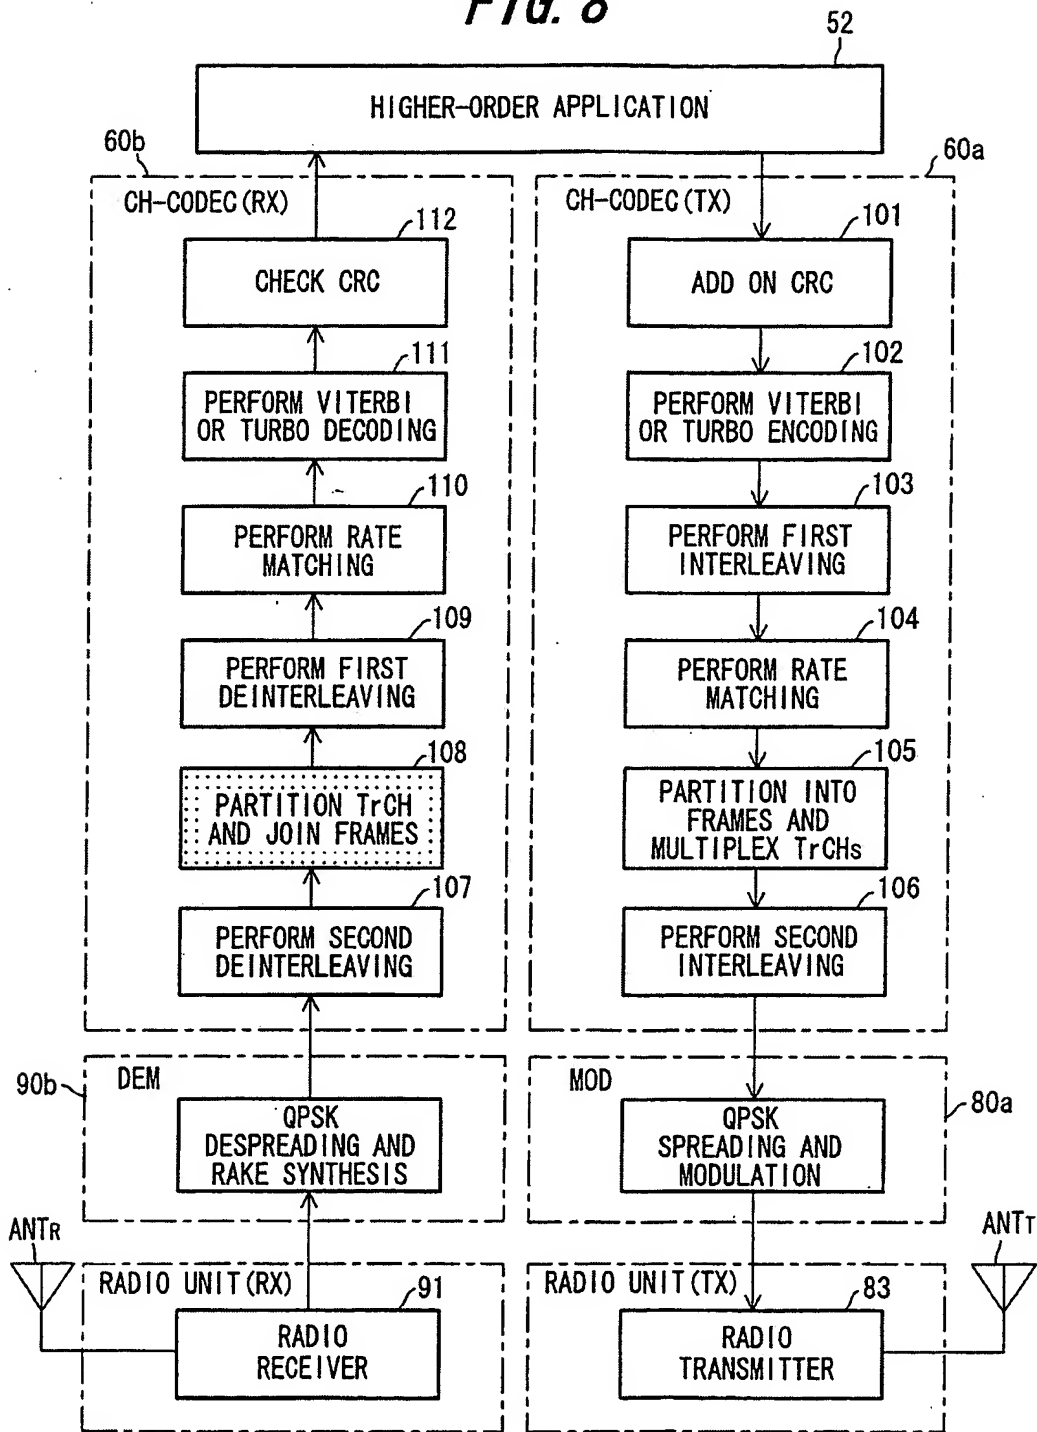 FIG. 8
52
HIGHER-ORDER APPLICATION
60b
60a
CH-CODEC(RX)
112
CHECK CRC
111
PERFORM VITERBI
OR TURBO DECODING
110
PERFORM RATE
MATCHING
109
PERFORM FIRST
DEINTERLEAVING
108
PARTITION TrCH
AND JOIN FRAMES
107
PERFORM SECOND
DEINTERLEAVING
CH-CODEC(TX)
101
ADD ON CRC
102
PERFORM VITERBI
OR TURBO ENCODING
103
PERFORM FIRST
INTERLEAVING
104
PERFORM RATE
MATCHING
105
PARTITION INTO
FRAMES AND
MULTIPLEX TrCHs
106
PERFORM SECOND
INTERLEAVING
90b
DEM
QPSK
DESPREADING AND
RAKE SYNTHESIS
MOD
80a
QPSK
SPREADING AND
MODULATION
ANTR
RADIO UNIT(RX)
91
RADIO
RECEIVER
RADIO UNIT(TX)
83
RADIO
TRANSMITTER
ANTT